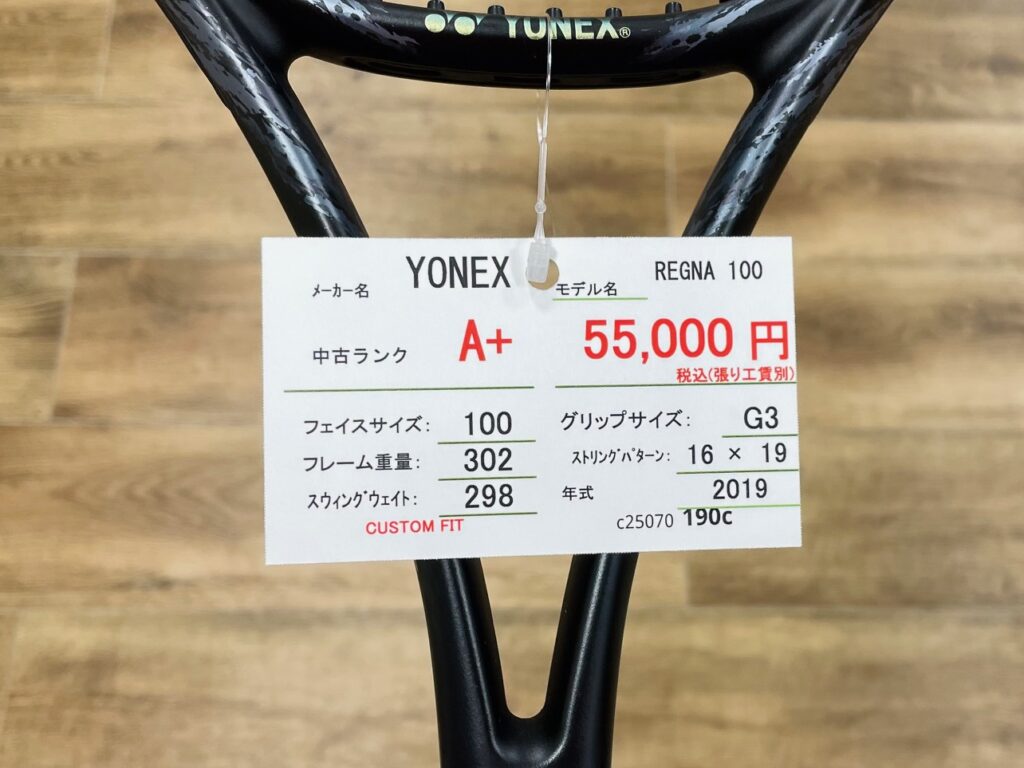 YONEX®
メーカー名 YONEX モデル名 REGNA 100
中古ランク A+ 55,000 円
税込(張り工賃別)
フェイスサイズ: 100 グリップサイズ: G3
フレーム重量: 302 ストリングパターン: 16 × 19
スウィングウェイト: 298 年式 2019
CUSTOM FIT c25070 190c